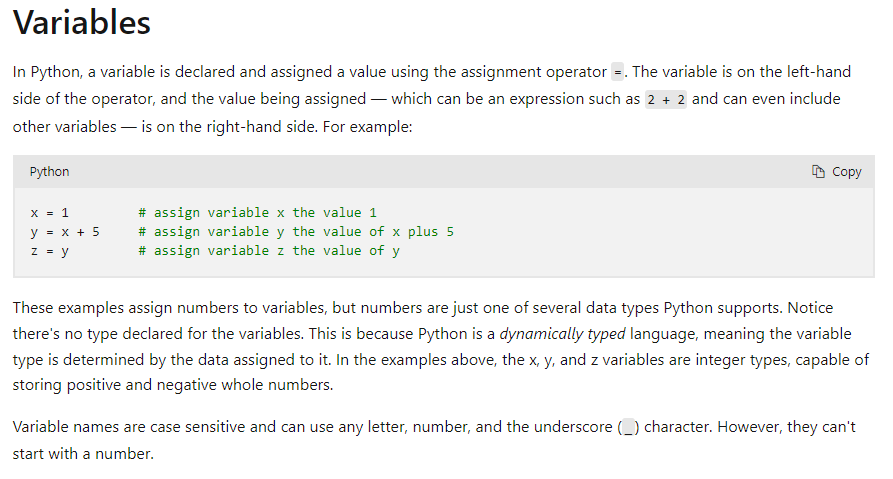 Variables
In Python, a variable is declared and assigned a value using the assignment operator =. The variable is on the left-hand
side of the operator, and the value being assigned — which can be an expression such as 2 + 2 and can even include
other variables — is on the right-hand side. For example:
Python Copy
x = 1 # assign variable x the value 1
y = x + 5 # assign variable y the value of x plus 5
z = y # assign variable z the value of y
These examples assign numbers to variables, but numbers are just one of several data types Python supports. Notice
there's no type declared for the variables. This is because Python is a dynamically typed language, meaning the variable
type is determined by the data assigned to it. In the examples above, the x, y, and z variables are integer types, capable of
storing positive and negative whole numbers.
Variable names are case sensitive and can use any letter, number, and the underscore (_) character. However, they can't
start with a number.